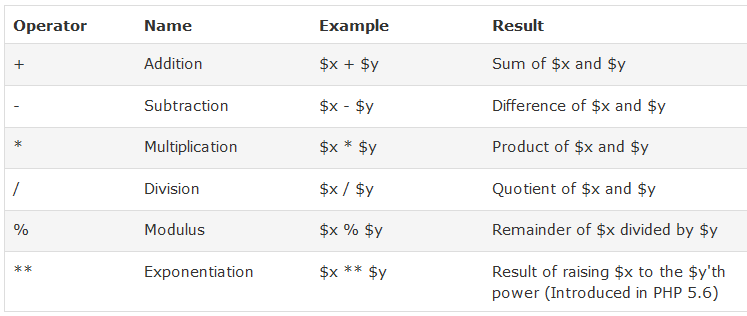 Operator Name Example Result
+ Addition $x + $y Sum of $x and $y
- Subtraction $x - $y Difference of $x and $y
* Multiplication $x * $y Product of $x and $y
/ Division $x / $y Quotient of $x and $y
% Modulus $x % $y Remainder of $x divided by $y
** Exponentiation $x ** $y Result of raising $x to the $y'th
power (Introduced in PHP 5.6)